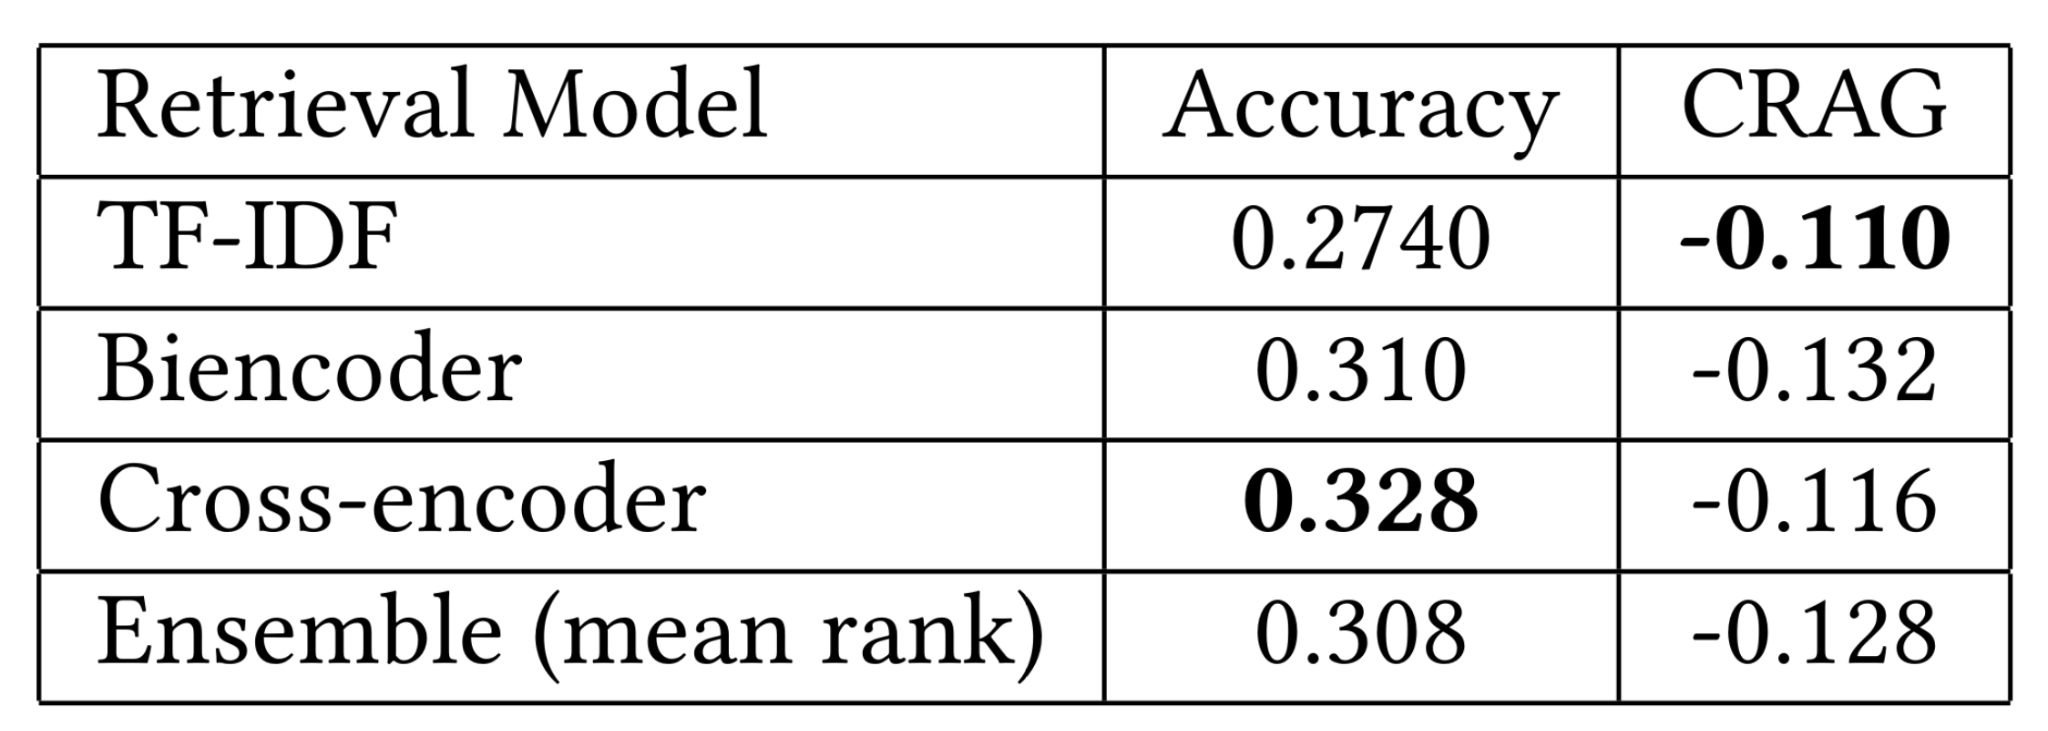 Retrieval Model Accuracy CRAG
TF-IDF 0.2740 -0.110
Biencoder 0.310 -0.132
Cross-encoder 0.328 -0.116
Ensemble (mean rank) 0.308 -0.128